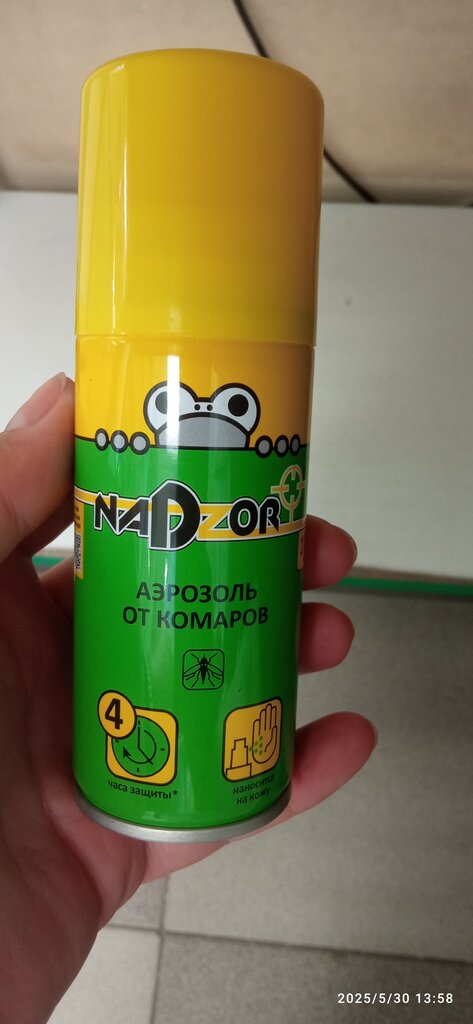 NADZOR
АЭРОЗОЛЬ
ОТ КОМАРОВ
4
часа защиты*
наносится
на кожу
2025/5/30 13:58